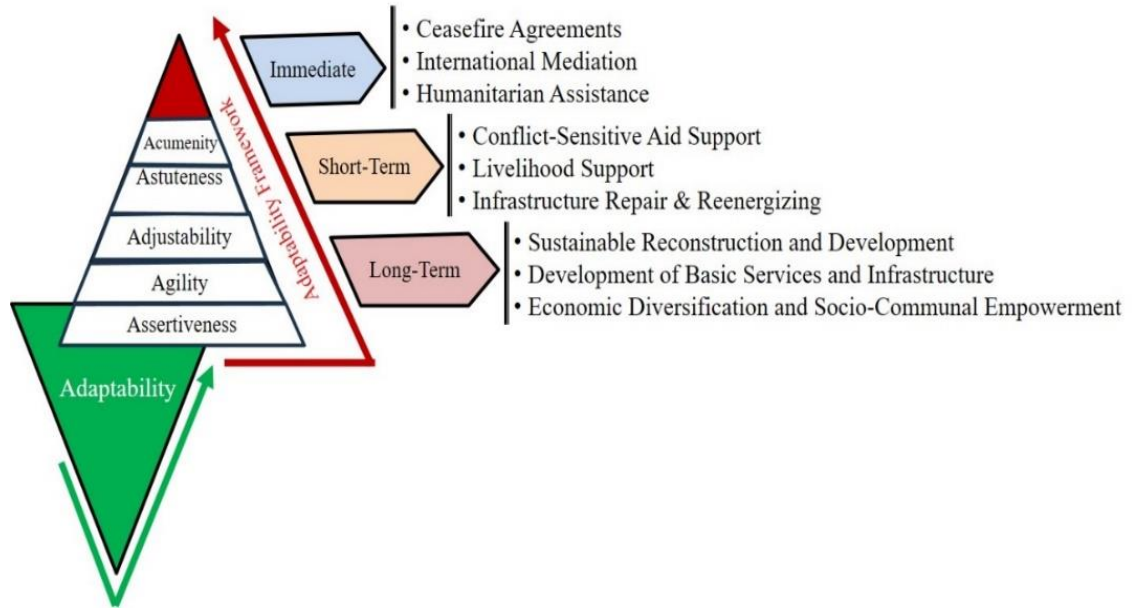 Immediate
• Ceasefire Agreements
• International Mediation
• Humanitarian Assistance
Short-Term
• Conflict-Sensitive Aid Support
• Livelihood Support
• Infrastructure Repair & Reenergizing
Long-Term
• Sustainable Reconstruction and Development
• Development of Basic Services and Infrastructure
• Economic Diversification and Socio-Communal Empowerment
Adaptability Framework
Acumenity
Astuteness
Adjustability
Agility
Assertiveness
Adaptability